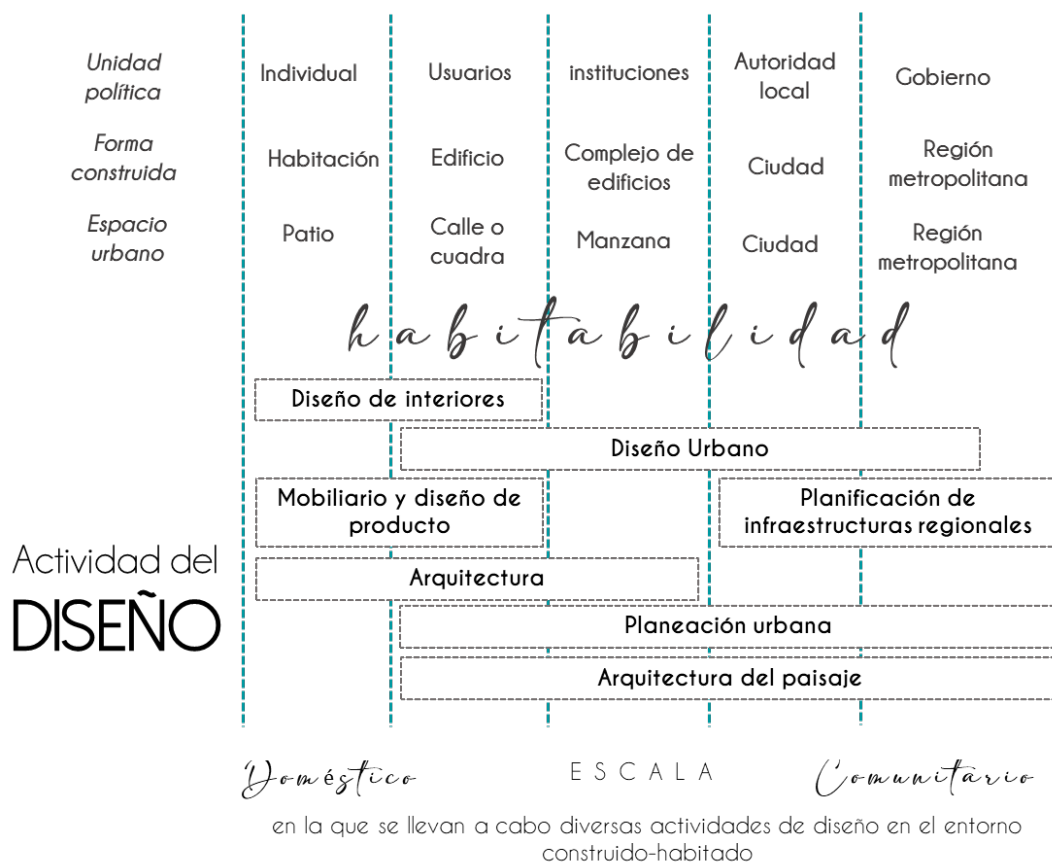 Unidad
política
Individual
Usuarios
instituciones
Autoridad
local
Gobierno
Forma
construida
Habitación
Edificio
Complejo de
edificios
Ciudad
Región
metropolitana
Espacio
urbano
Patio
Calle o
cuadra
Manzana
Ciudad
Región
metropolitana
habitabilidad
Diseño de interiores
Diseño Urbano
Mobiliario y diseño de
producto
Planificación de
infraestructuras regionales
Actividad del
DISEÑO
Arquitectura
Planeación urbana
Arquitectura del paisaje
Doméstico
ESCALA
Comunitario
en la que se llevan a cabo diversas actividades de diseño en el entorno
construido-habitado